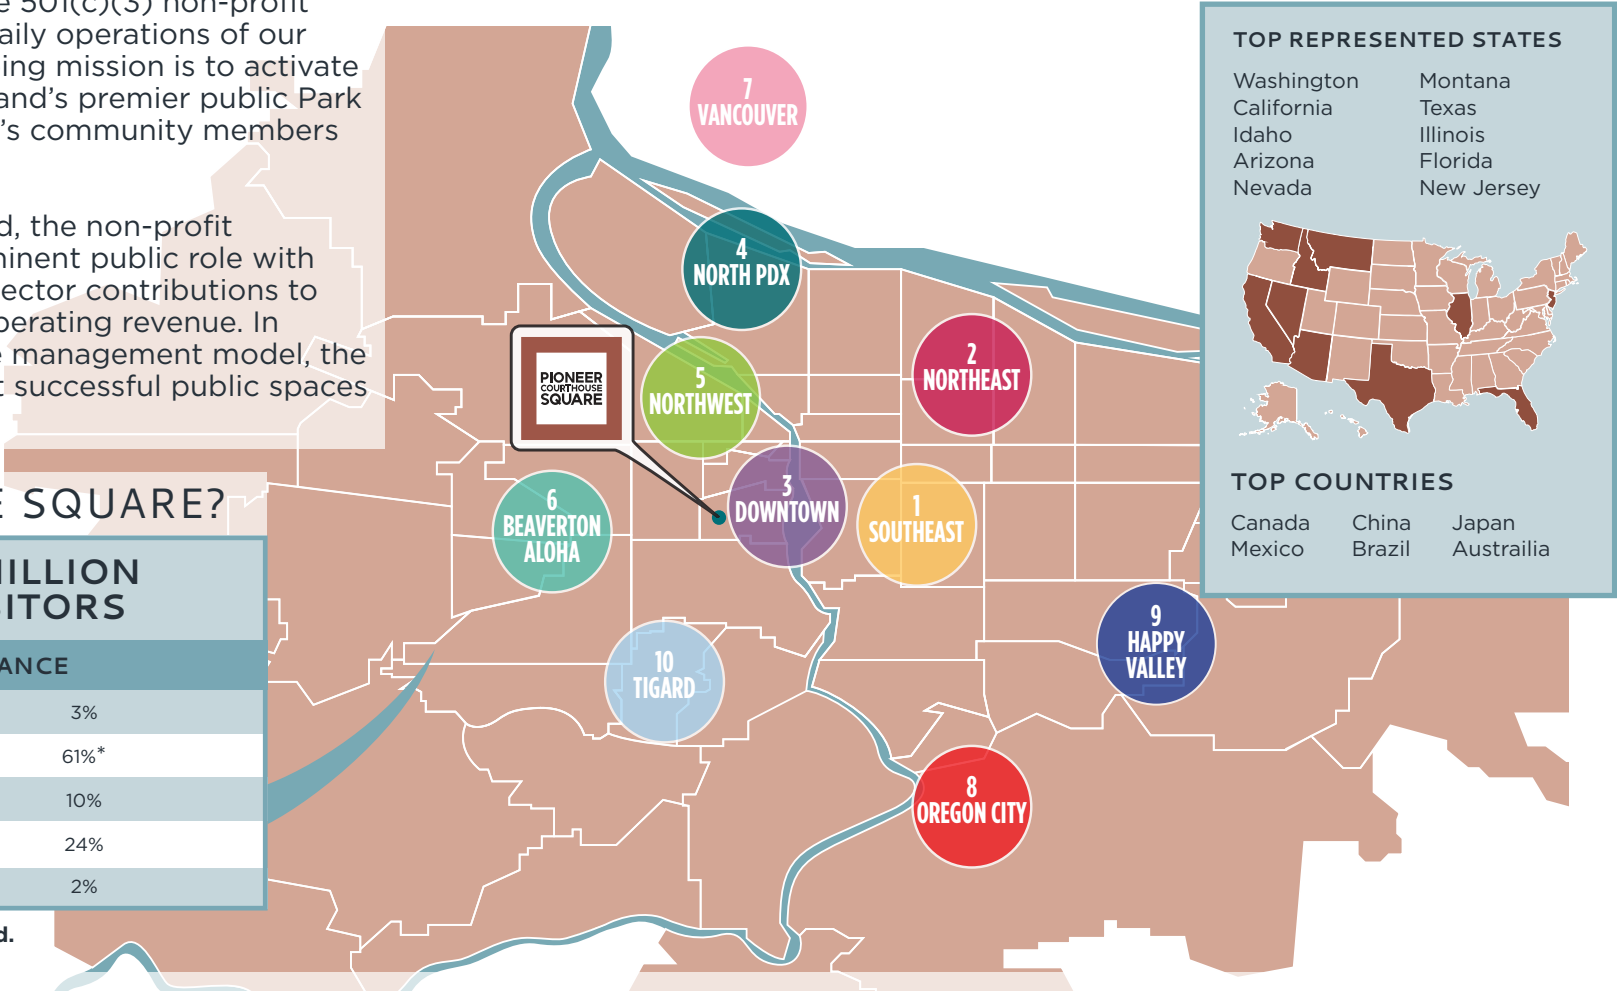 e 501(c)(3) non-profit
aily operations of our
ing mission is to activate
and's premier public Park
's community members
d, the non-profit
minent public role with
ector contributions to
perating revenue. In
e management model, the
t successful public spaces
E SQUARE?
MILLION
SITORS
ANCE
3%
61%*
10%
24%
2%
d.
7
VANCOUVER
4
NORTH PDX
5
NORTHWEST
2
NORTHEAST
PIONEER
COURTHOUSE
SQUARE
6
BEAVERTON
ALOHA
3
DOWNTOWN
1
SOUTHEAST
9
HAPPY
VALLEY
10
TIGARD
8
OREGON CITY
TOP REPRESENTED STATES
Washington Montana
California Texas
Idaho Illinois
Arizona Florida
Nevada New Jersey
TOP COUNTRIES
Canada China Japan
Mexico Brazil Austrailia